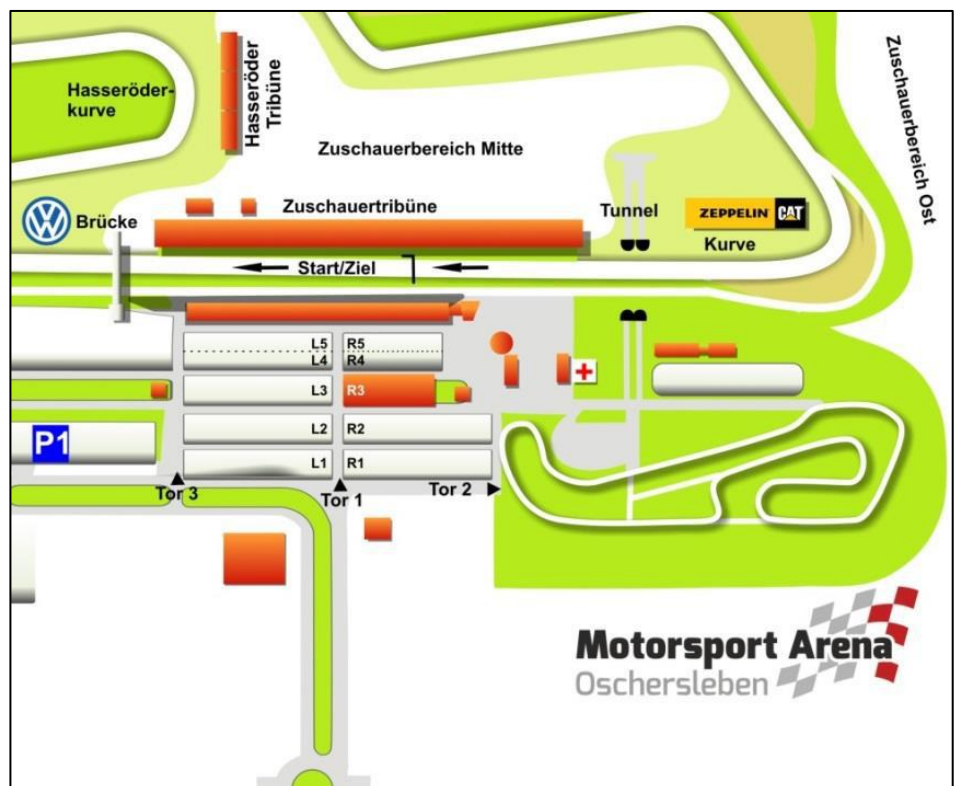 Hasseröder-
kurve
Hasseröder
Tribüne
Zuschauerbereich Mitte
Zuschauerbereich Ost
VW
Brücke
Zuschauertribüne
Tunnel
ZEPPELIN CAT
Kurve
Start/Ziel
L5 R5
L4 R4
L3 R3
L2 R2
L1 R1
P1
Tor 3
Tor 1
Tor 2
Motorsport Arena
Oschersleben